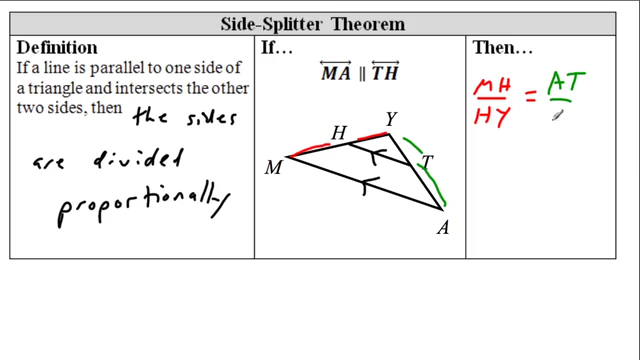 Side-Splitter Theorem
Definition
If a line is parallel to one side of
a triangle and intersects the other
two sides, then the sides
are divided
proportionally
If…
MA ∥ TH
Y
H
M
T
A
Then…
MH/HY = AT/